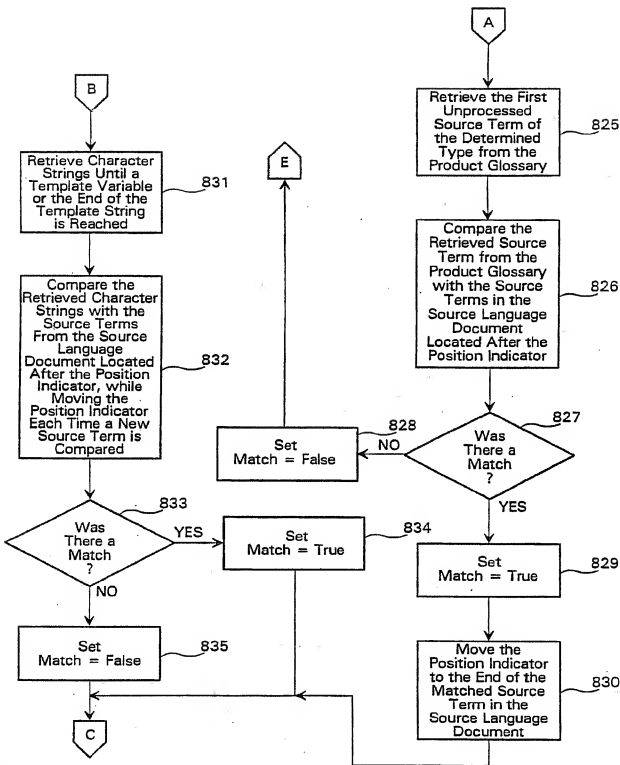 B
Retrieve Character
Strings Until a
Template Variable
or the End of the
Template String
is Reached
831
Compare the
Retrieved Character
Strings with the
Source Terms
From the Source
Language
Document Located
After the Position
Indicator, while
Moving the
Position Indicator
Each Time a New
Source Term is
Compared
832
Was
There a
Match
?
833
YES
NO
Set
Match = True
834
Set
Match = False
835
C
A
Retrieve the First
Unprocessed
Source Term of
the Determined
Type from the
Product Glossary
825
Compare the
Retrieved Source
Term from the
Product Glossary
with the Source
Terms in the
Source Language
Document
Located After the
Position Indicator
826
Was
There a
Match
?
827
NO
YES
Set
Match = False
828
E
Set
Match = True
829
Move the
Position Indicator
to the End of the
Matched Source
Term in the
Source Language
Document
830